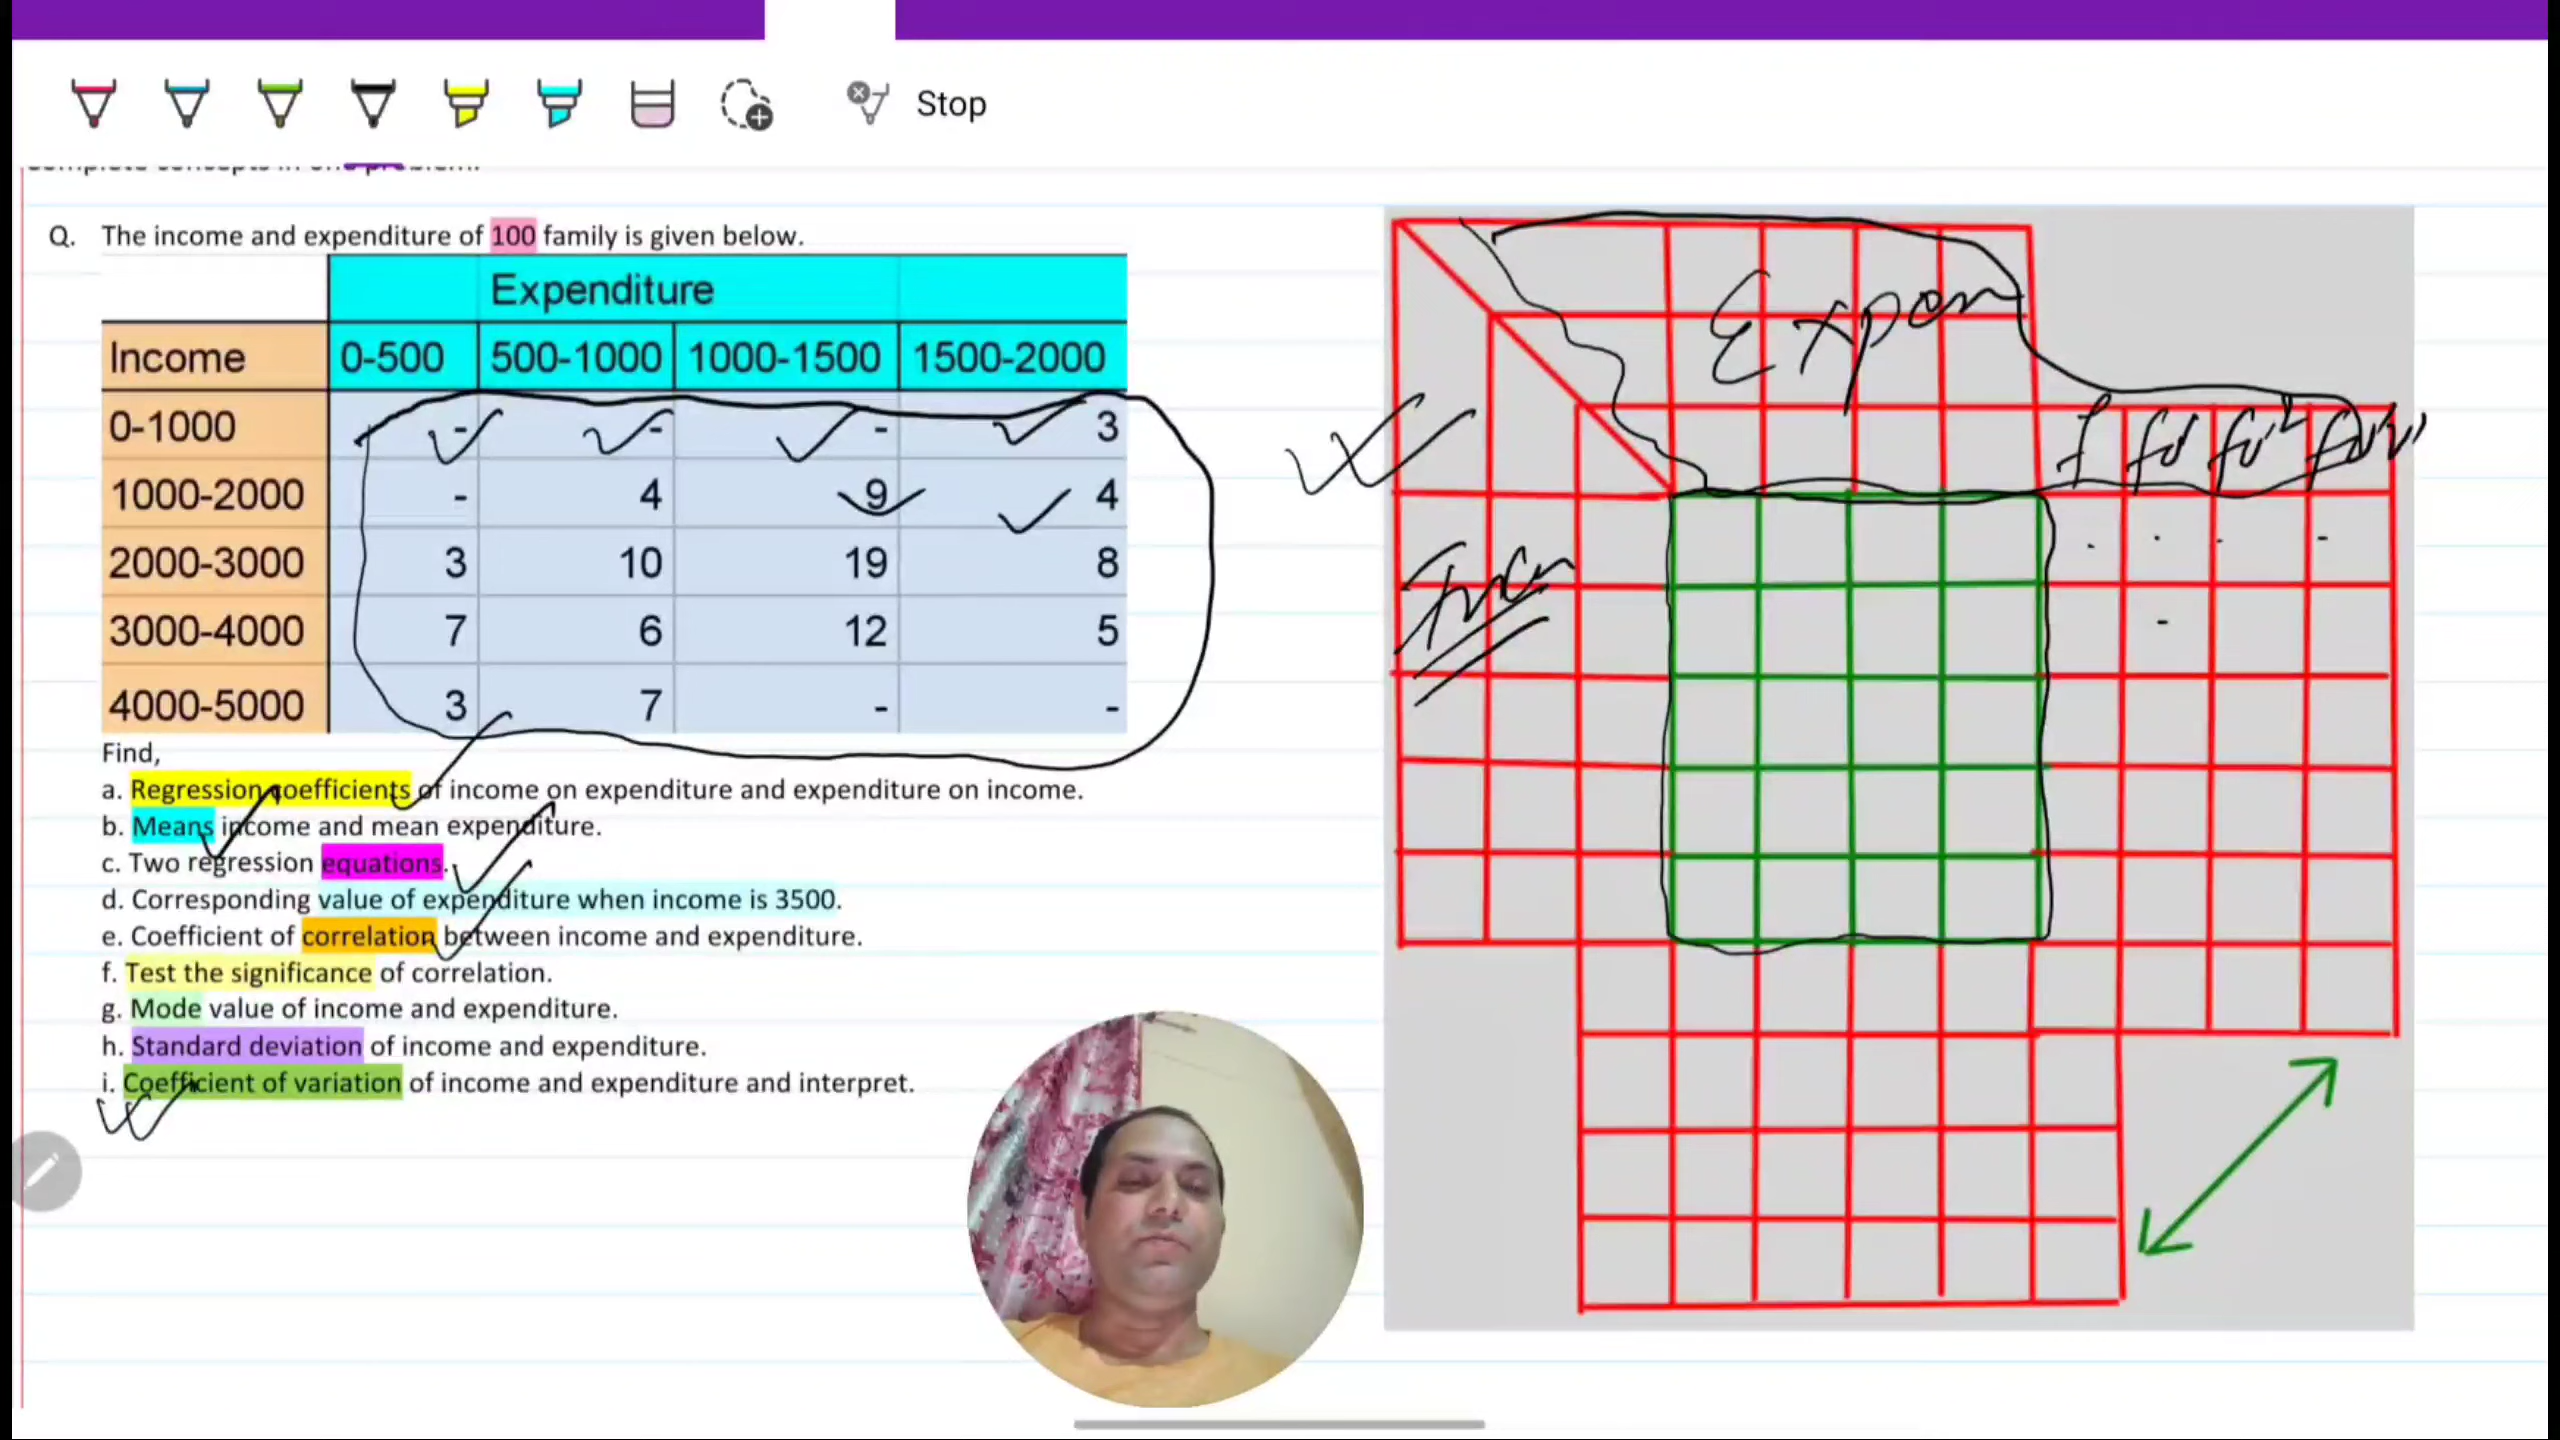 Stop
Q. The income and expenditure of 100 family is given below.
Expenditure
Income 0-500 500-1000 1000-1500 1500-2000
0-1000 - - - 3
1000-2000 - 4 9 4
2000-3000 3 10 19 8
3000-4000 7 6 12 5
4000-5000 3 7 - -
Find,
a. Regression coefficients of income on expenditure and expenditure on income.
b. Means income and mean expenditure.
c. Two regression equations.
d. Corresponding value of expenditure when income is 3500.
e. Coefficient of correlation between income and expenditure.
f. Test the significance of correlation.
g. Mode value of income and expenditure.
h. Standard deviation of income and expenditure.
i. Coefficient of variation of income and expenditure and interpret.
f